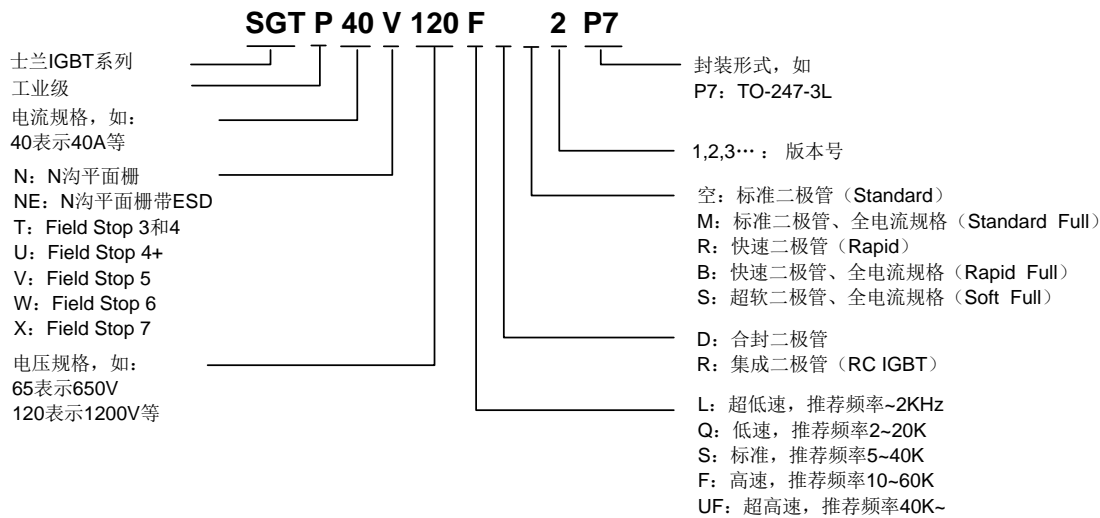 SGT P 40 V 120 F 2 P7
士兰IGBT系列
工业级
电流规格，如：
40表示40A等
N：N沟平面栅
NE：N沟平面栅带ESD
T：Field Stop 3和4
U：Field Stop 4+
V：Field Stop 5
W：Field Stop 6
X：Field Stop 7
电压规格，如：
65表示650V
120表示1200V等
封装形式，如
P7：TO-247-3L
1,2,3…： 版本号
空：标准二极管（Standard）
M：标准二极管、全电流规格（Standard Full）
R：快速二极管（Rapid）
B：快速二极管、全电流规格（Rapid Full）
S：超软二极管、全电流规格（Soft Full）
D：合封二极管
R：集成二极管（RC IGBT）
L：超低速，推荐频率~2KHz
Q：低速，推荐频率2~20K
S：标准，推荐频率5~40K
F：高速，推荐频率10~60K
UF：超高速，推荐频率40K~